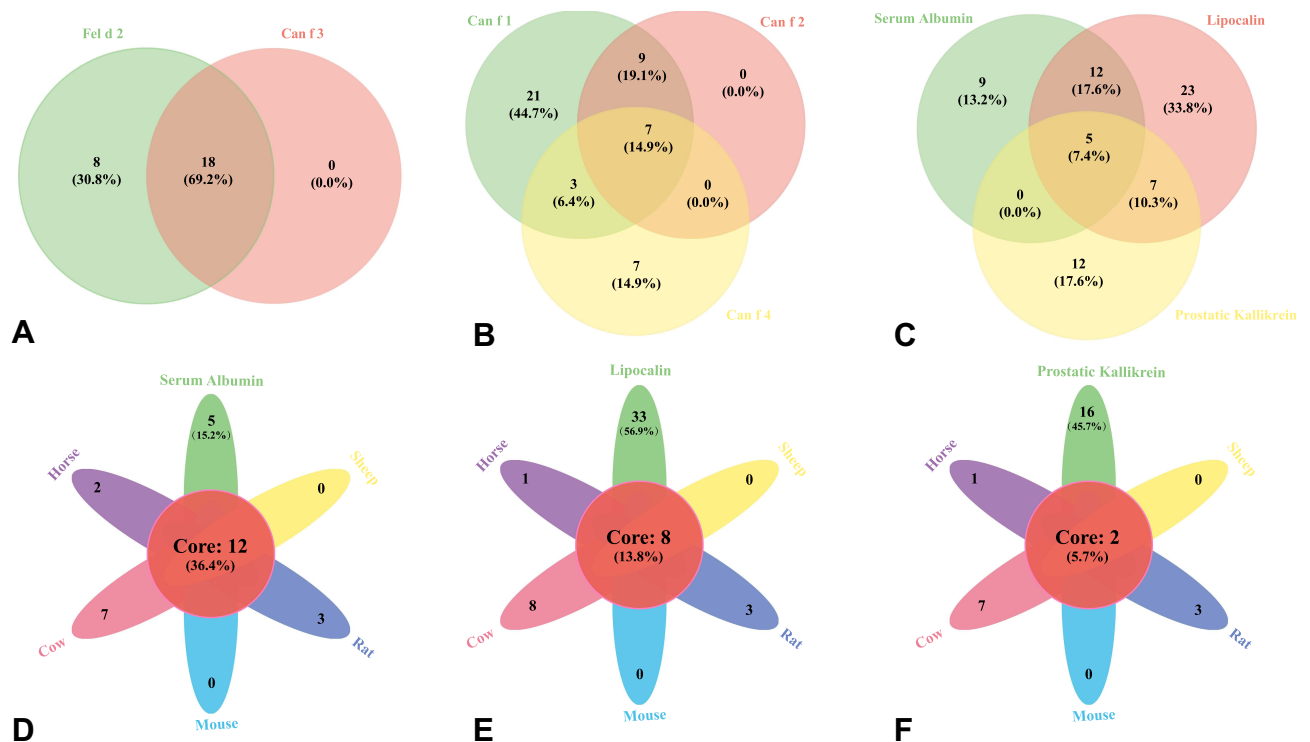 Fel d 2
Can f 3
8
(30.8%)
18
(69.2%)
0
(0.0%)
A
Can f 1
Can f 2
9
(19.1%)
0
(0.0%)
21
(44.7%)
7
(14.9%)
3
(6.4%)
0
(0.0%)
7
(14.9%)
Can f 4
B
Serum Albumin
Lipocalin
9
(13.2%)
12
(17.6%)
23
(33.8%)
5
(7.4%)
0
(0.0%)
7
(10.3%)
12
(17.6%)
Prostatic Kallikrein
C
Serum Albumin
5
(15.2%)
Horse
2
Sheep
0
Core: 12
(36.4%)
Cow
7
3
Rat
0
Mouse
D
Lipocalin
33
(56.9%)
Horse
1
Sheep
0
Core: 8
(13.8%)
Cow
8
3
Rat
0
Mouse
E
Prostatic Kallikrein
16
(45.7%)
Horse
1
Sheep
0
Core: 2
(5.7%)
Cow
7
3
Rat
0
Mouse
F